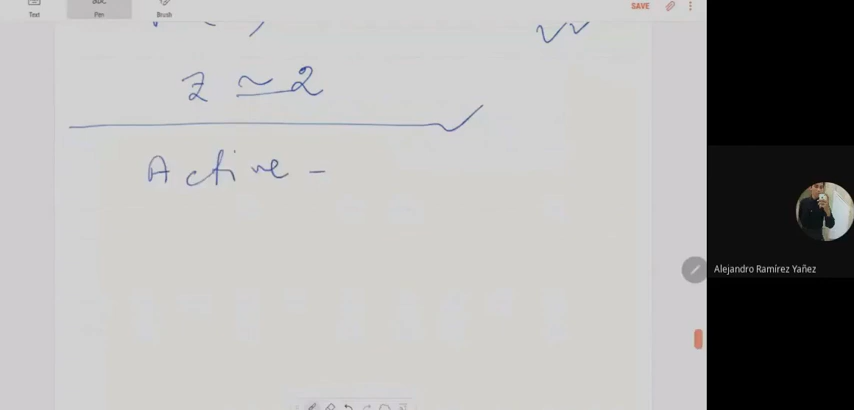 Text Pen Brush SAVE
z ≃ 2
Active -
Alejandro Ramírez Yañez